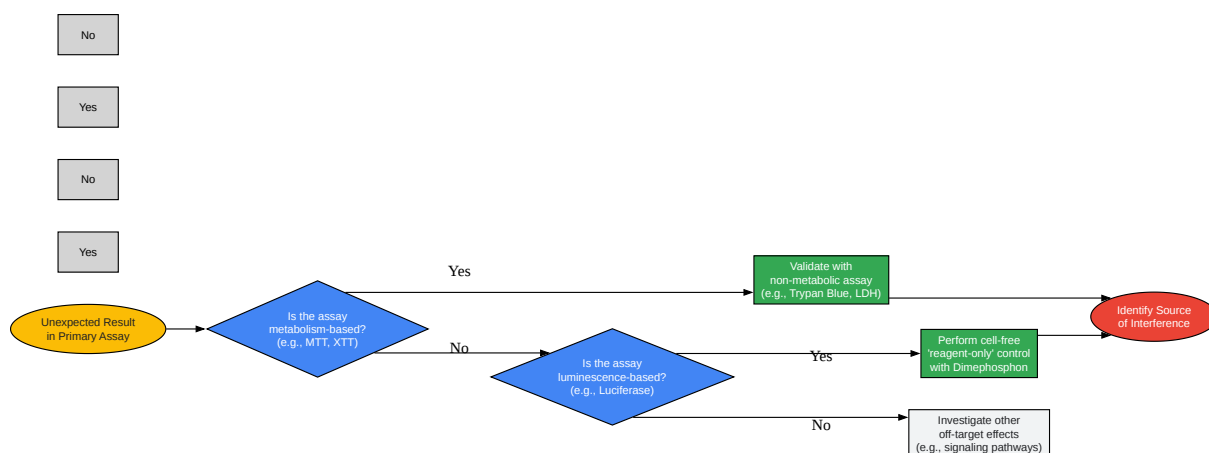 No
Yes
No
Yes
Unexpected Result
in Primary Assay
Is the assay
metabolism-based?
(e.g., MTT, XTT)
Yes
No
Is the assay
luminescence-based?
(e.g., Luciferase)
Validate with
non-metabolic assay
(e.g., Trypan Blue, LDH)
Yes
No
Perform cell-free
'reagent-only' control
with Dimephosphon
Investigate other
off-target effects
(e.g., signaling pathways)
Identify Source
of Interference